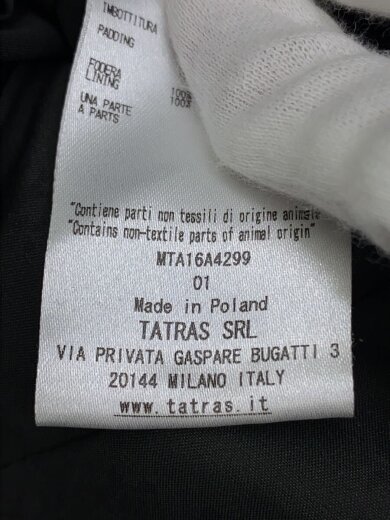 IMBOTTITURA
PADDING
FODERA
LINING
100%
100%
UNA PARTE
A PARTS
"Contiene parti non tessili di origine animale
"Contains non-textile parts of animal origin"
MTA16A4299
01
Made in Poland
TATRAS SRL
VIA PRIVATA GASPARE BUGATTI 3
20144 MILANO ITALY
www.tatras.it